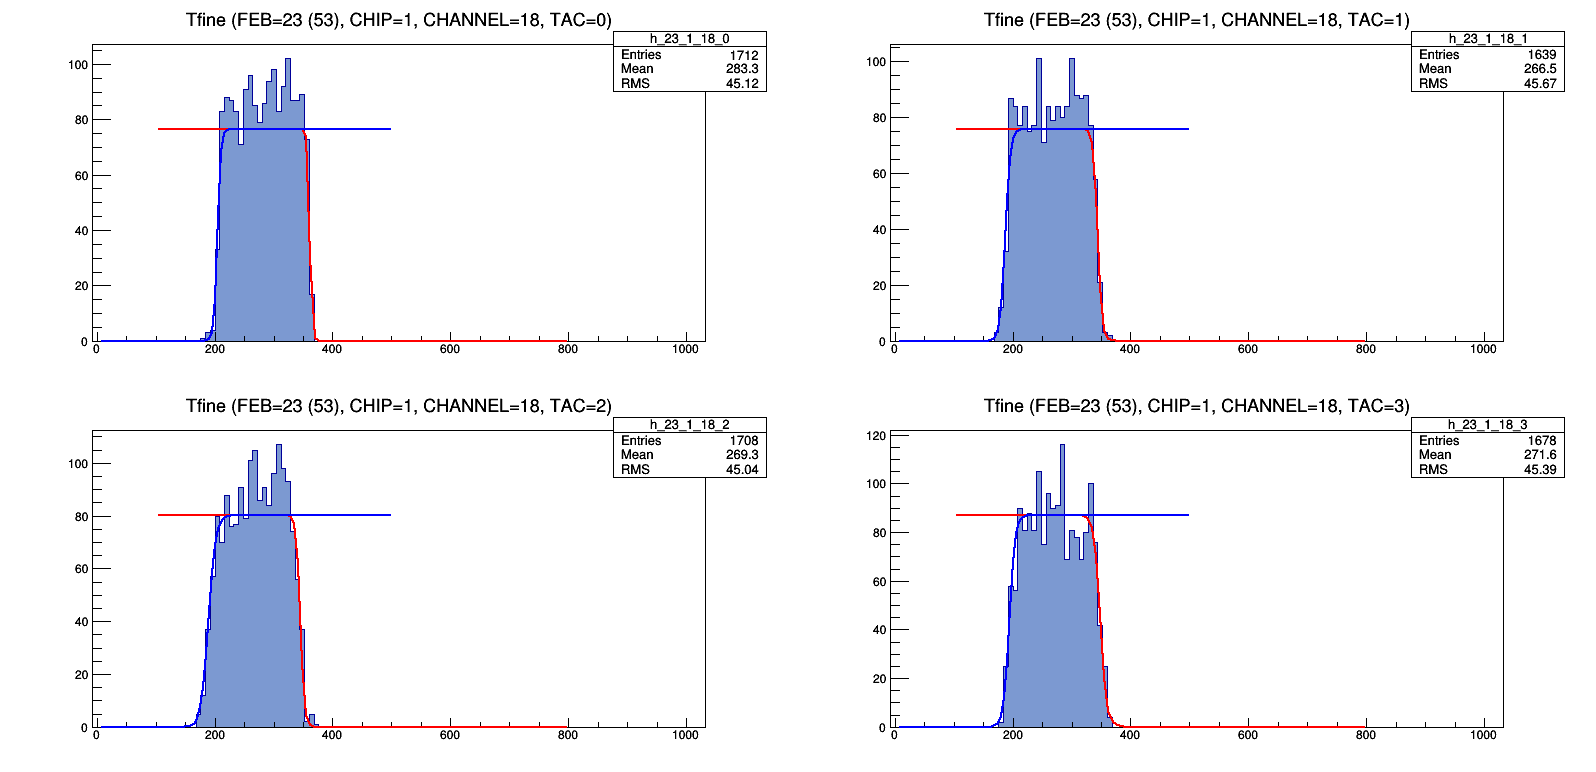 Tfine (FEB=23 (53), CHIP=1, CHANNEL=18, TAC=0)
h_23_1_18_0
Entries 1712
Mean 283.3
RMS 45.12
100
80
60
40
20
0
0 200 400 600 800 1000
Tfine (FEB=23 (53), CHIP=1, CHANNEL=18, TAC=1)
h_23_1_18_1
Entries 1639
Mean 266.5
RMS 45.67
100
80
60
40
20
0
0 200 400 600 800 1000
Tfine (FEB=23 (53), CHIP=1, CHANNEL=18, TAC=2)
h_23_1_18_2
Entries 1708
Mean 269.3
RMS 45.04
100
80
60
40
20
0
0 200 400 600 800 1000
Tfine (FEB=23 (53), CHIP=1, CHANNEL=18, TAC=3)
h_23_1_18_3
Entries 1678
Mean 271.6
RMS 45.39
120
100
80
60
40
20
0
0 200 400 600 800 1000